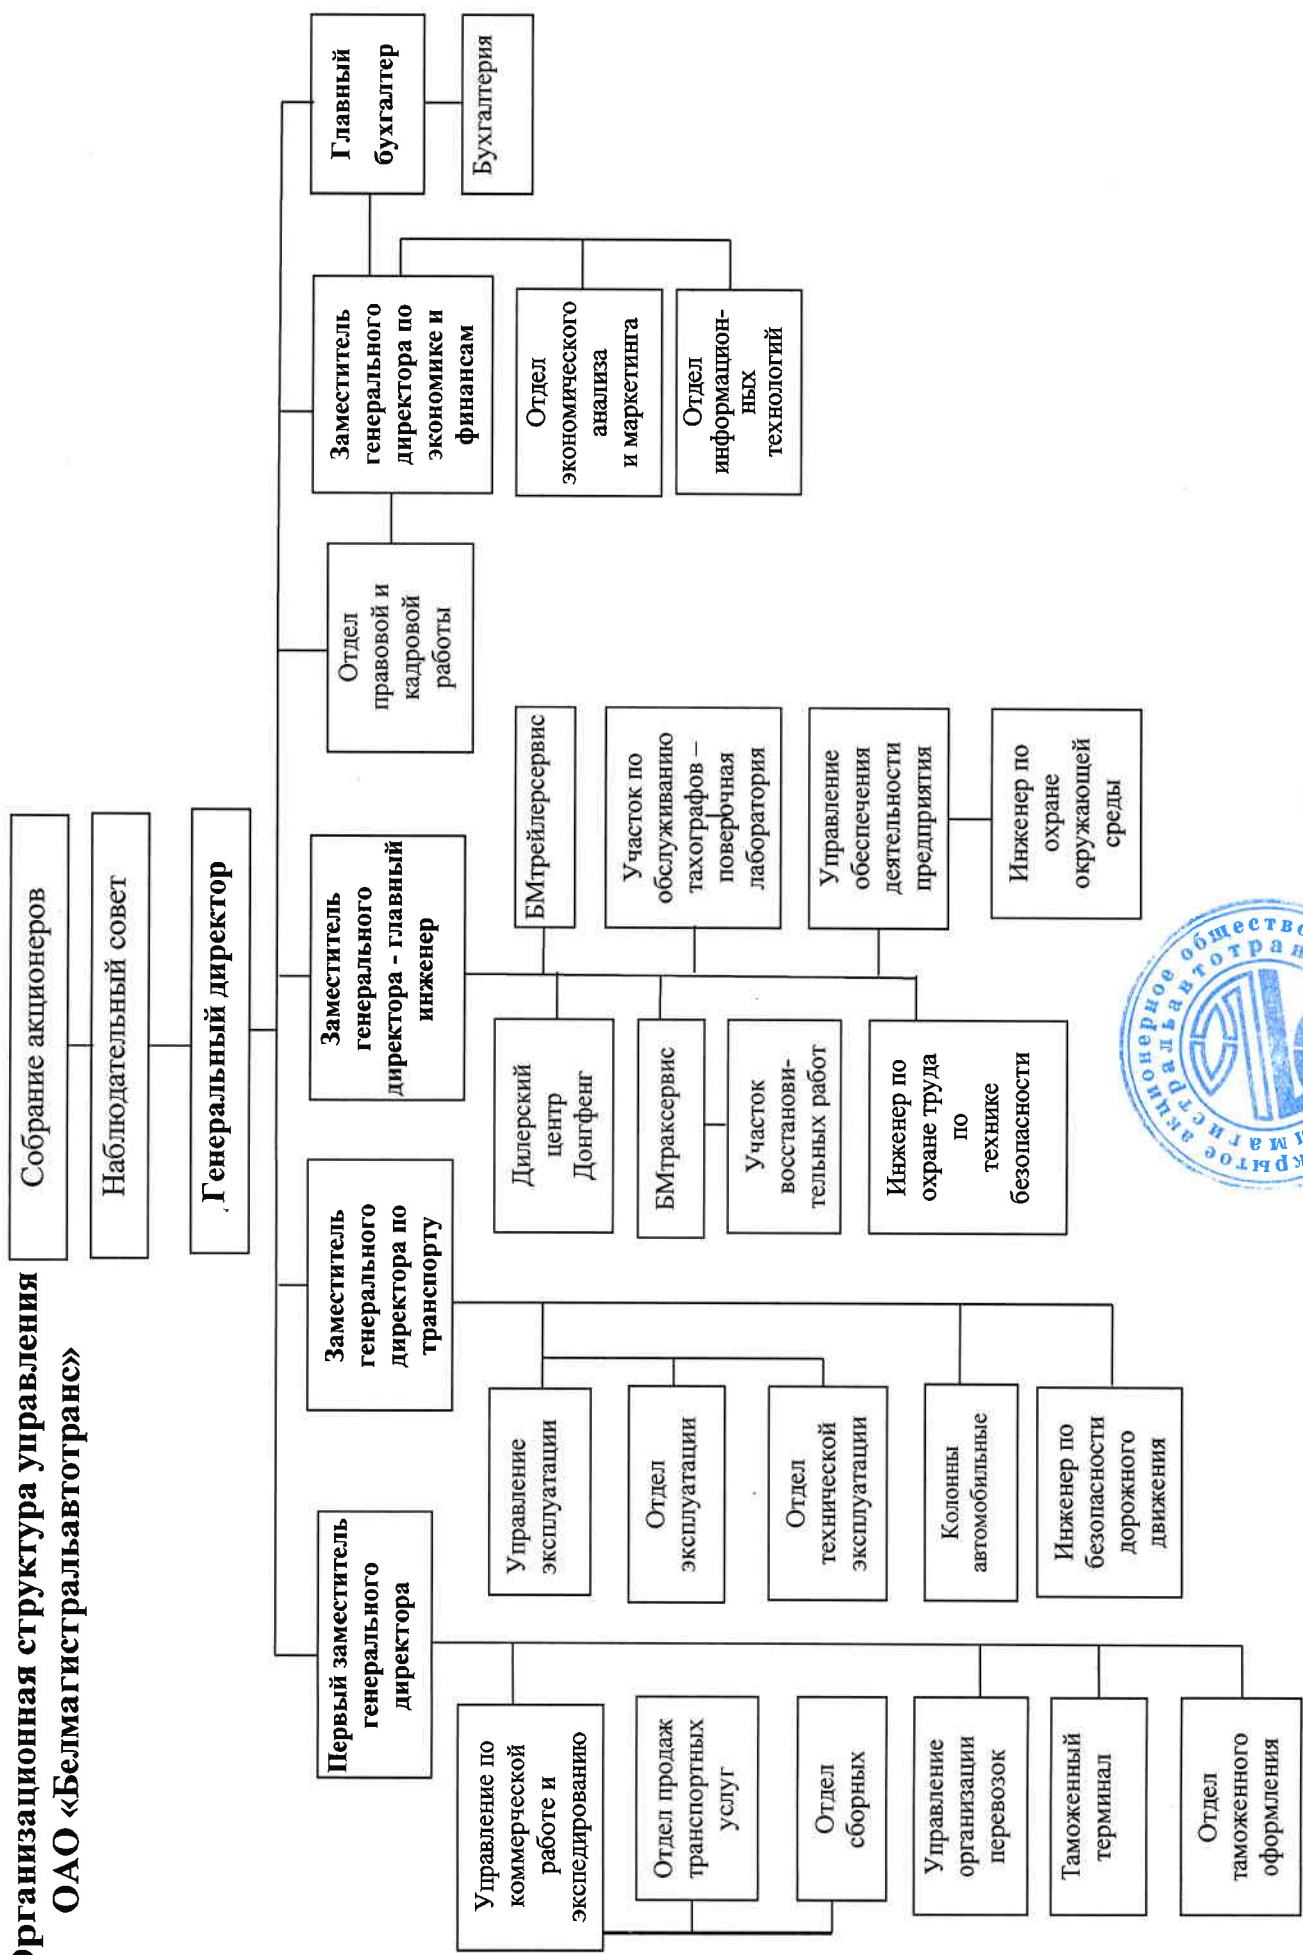 Организационная структура управления
ОАО «Белмагистральавтотранс»
Собрание акционеров
Наблюдательный совет
Генеральный директор
Первый заместитель
генерального
директора
Управление по
коммерческой
работе и
экспедированию
Отдел продаж
транспортных
услуг
Отдел
сборных
Управление
организации
перевозок
Таможенный
терминал
Отдел
таможенного
оформления
Заместитель
генерального
директора по
транспорту
Управление
эксплуатации
Отдел
эксплуатации
Отдел
технической
эксплуатации
Колонны
автомобильные
Инженер по
безопасности
дорожного
движения
Заместитель
генерального
директора - главный
инженер
Дилерский
центр
Донгфенг
БМтраксервис
Участок
восстанови-
тельных работ
Инженер по
охране труда
по
технике
безопасности
БМтрейлерсервис
Участок по
обслуживанию
тахографов –
поверочная
лаборатория
Управление
обеспечения
деятельности
предприятия
Инженер по
охране
окружающей
среды
Отдел
правовой и
кадровой
работы
Заместитель
генерального
директора по
экономике и
финансам
Отдел
экономического
анализа
и маркетинга
Отдел
информацион-
ных
технологий
Главный
бухгалтер
Бухгалтерия
крытое акционерное общество
лмагистральавтотран